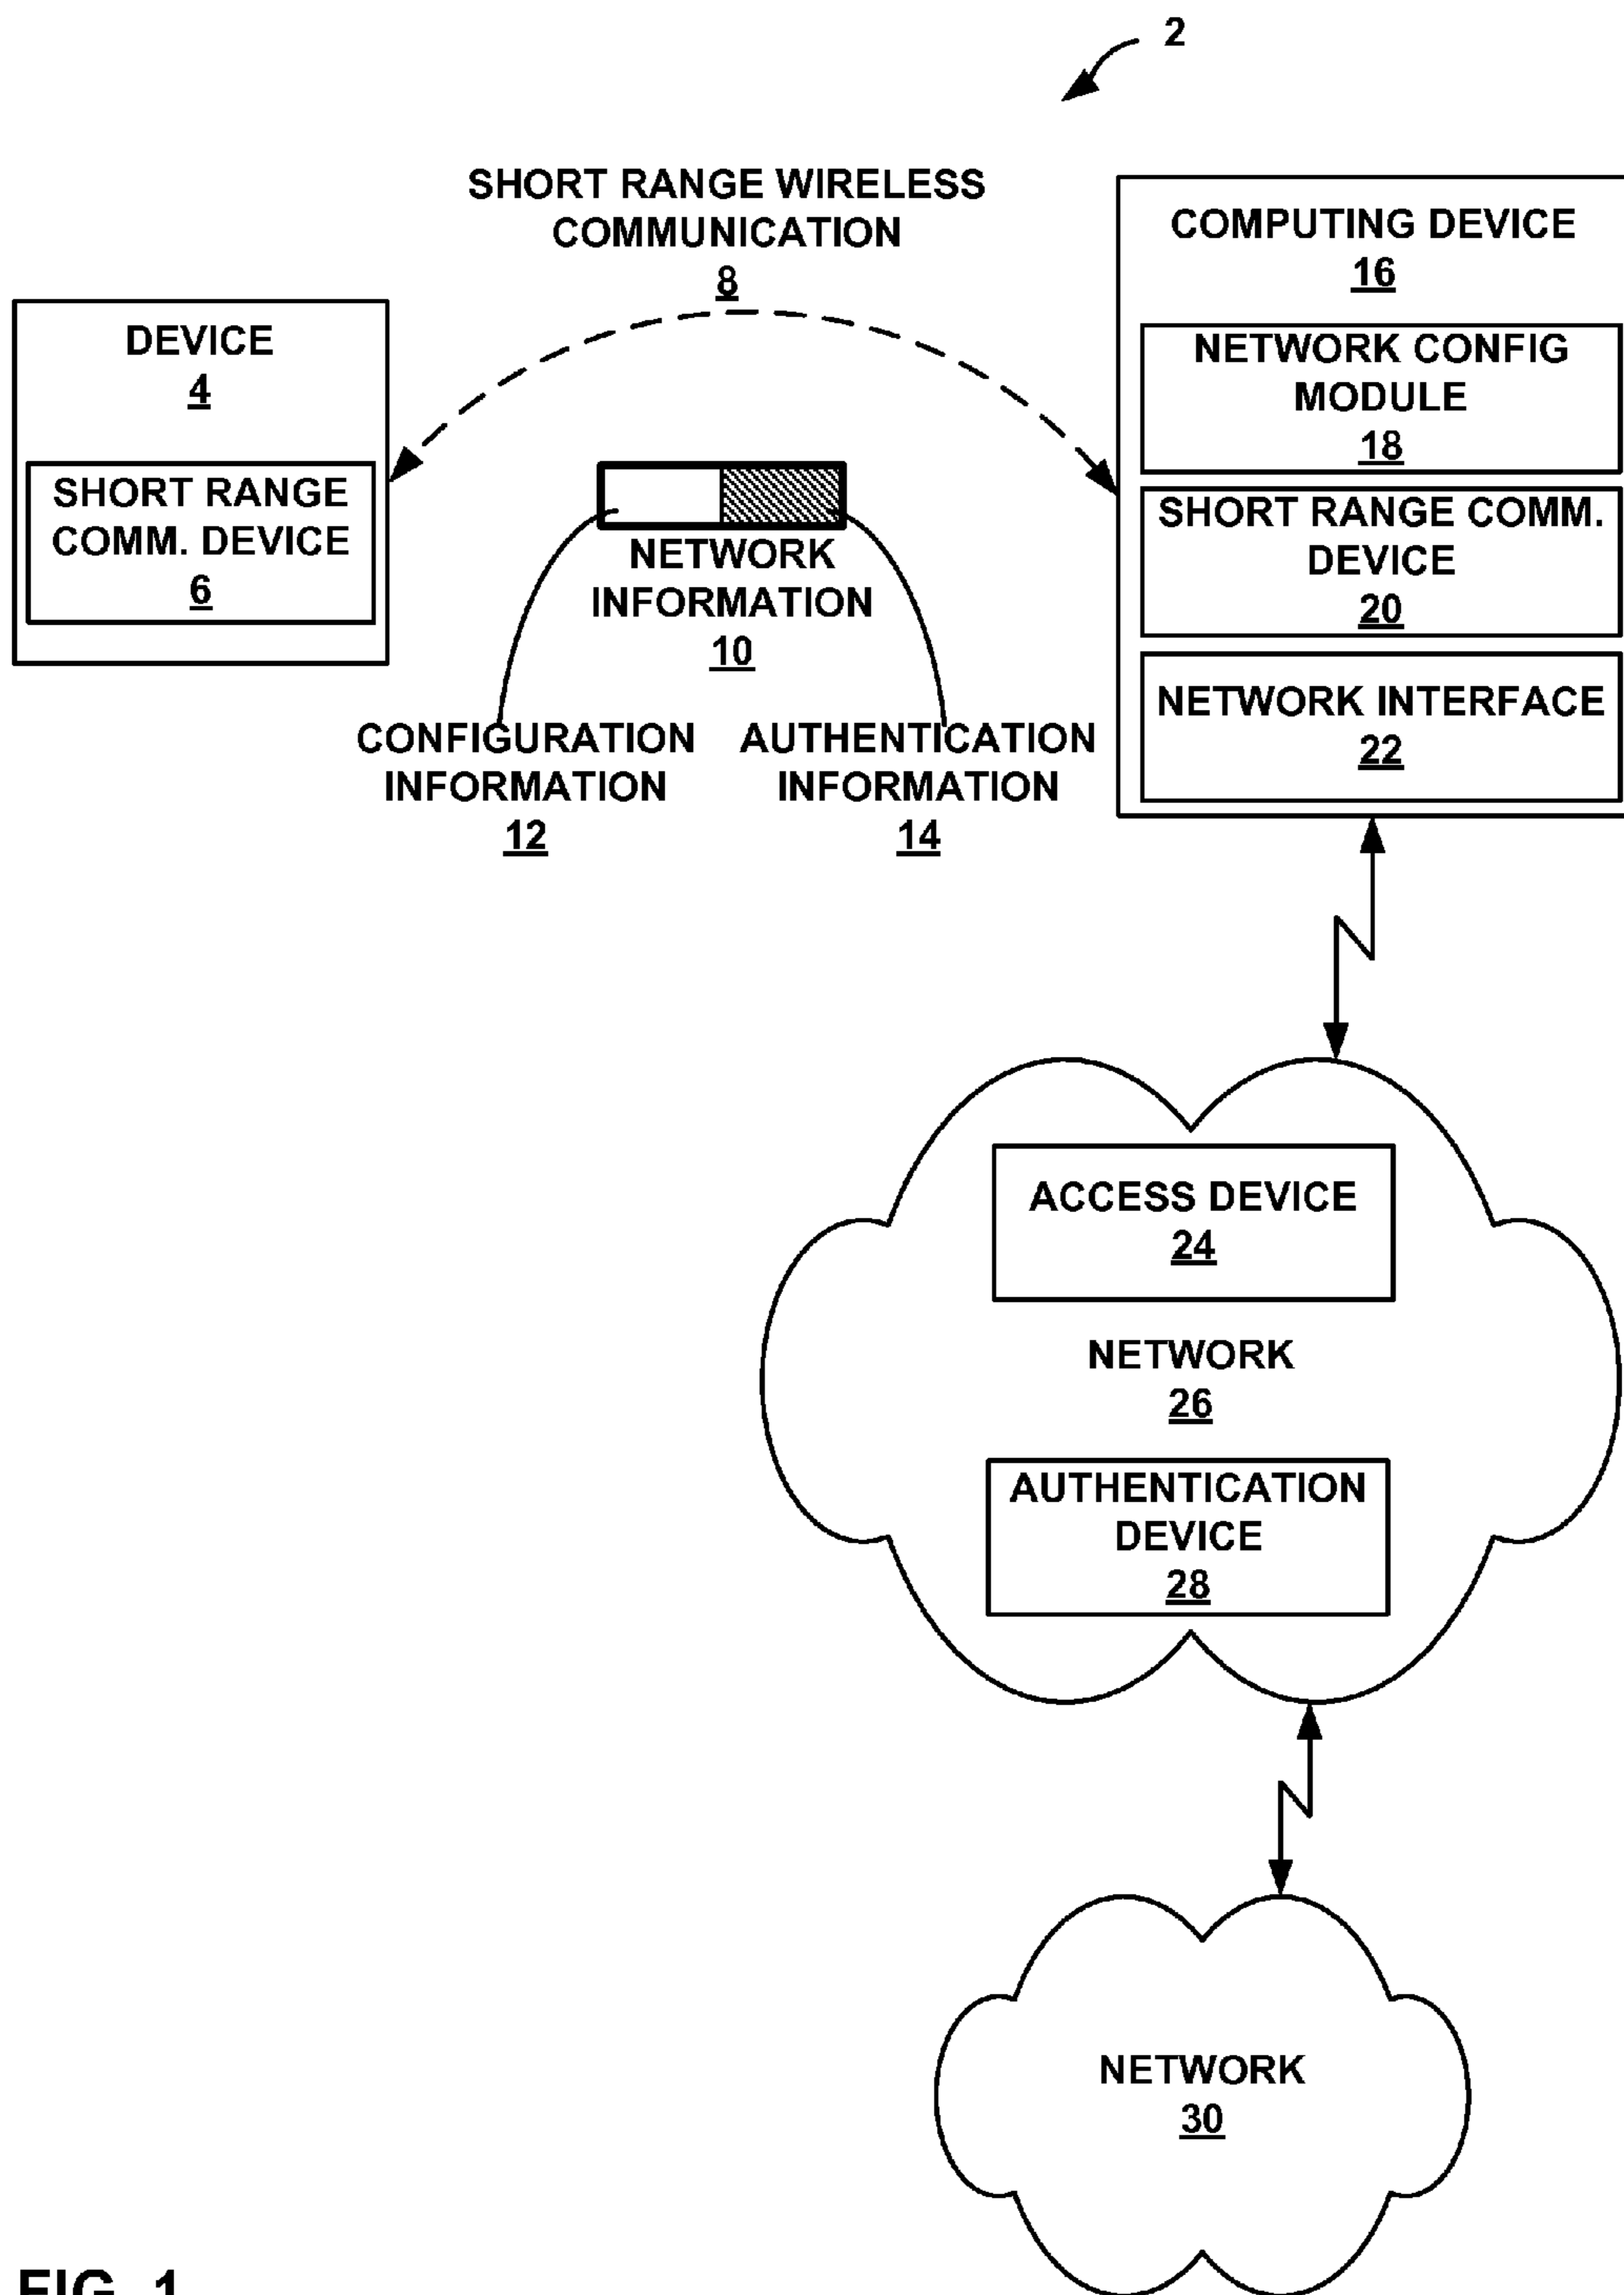 2
SHORT RANGE WIRELESS
COMMUNICATION
8
DEVICE
4
SHORT RANGE
COMM. DEVICE
6
NETWORK
INFORMATION
10
CONFIGURATION
INFORMATION
12
AUTHENTICATION
INFORMATION
14
COMPUTING DEVICE
16
NETWORK CONFIG
MODULE
18
SHORT RANGE COMM.
DEVICE
20
NETWORK INTERFACE
22
ACCESS DEVICE
24
NETWORK
26
AUTHENTICATION
DEVICE
28
NETWORK
30
FIG. 1